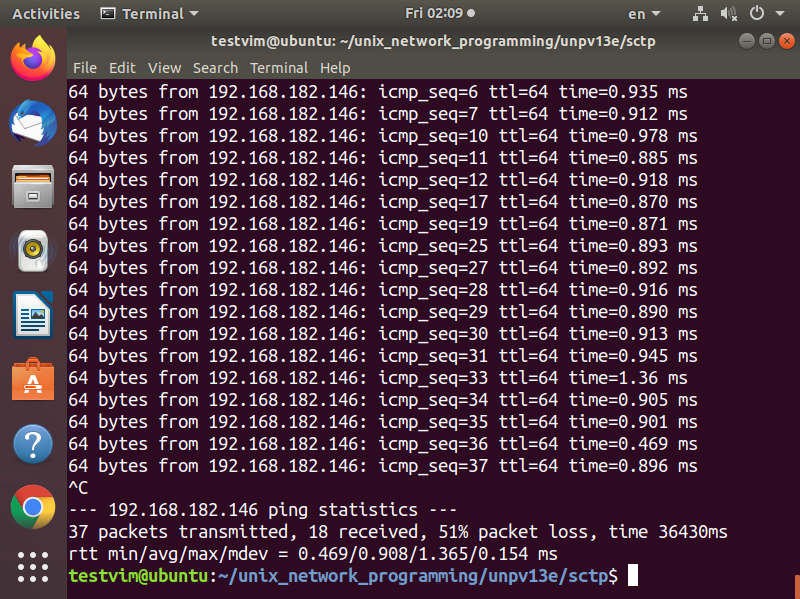 Activities Terminal Fri 02:09 en
testvim@ubuntu: ~/unix_network_programming/unpv13e/sctp
File Edit View Search Terminal Help
64 bytes from 192.168.182.146: icmp_seq=6 ttl=64 time=0.935 ms
64 bytes from 192.168.182.146: icmp_seq=7 ttl=64 time=0.912 ms
64 bytes from 192.168.182.146: icmp_seq=10 ttl=64 time=0.978 ms
64 bytes from 192.168.182.146: icmp_seq=11 ttl=64 time=0.885 ms
64 bytes from 192.168.182.146: icmp_seq=12 ttl=64 time=0.918 ms
64 bytes from 192.168.182.146: icmp_seq=17 ttl=64 time=0.870 ms
64 bytes from 192.168.182.146: icmp_seq=19 ttl=64 time=0.871 ms
64 bytes from 192.168.182.146: icmp_seq=25 ttl=64 time=0.893 ms
64 bytes from 192.168.182.146: icmp_seq=27 ttl=64 time=0.892 ms
64 bytes from 192.168.182.146: icmp_seq=28 ttl=64 time=0.916 ms
64 bytes from 192.168.182.146: icmp_seq=29 ttl=64 time=0.890 ms
64 bytes from 192.168.182.146: icmp_seq=30 ttl=64 time=0.913 ms
64 bytes from 192.168.182.146: icmp_seq=31 ttl=64 time=0.945 ms
64 bytes from 192.168.182.146: icmp_seq=33 ttl=64 time=1.36 ms
64 bytes from 192.168.182.146: icmp_seq=34 ttl=64 time=0.905 ms
64 bytes from 192.168.182.146: icmp_seq=35 ttl=64 time=0.901 ms
64 bytes from 192.168.182.146: icmp_seq=36 ttl=64 time=0.469 ms
64 bytes from 192.168.182.146: icmp_seq=37 ttl=64 time=0.896 ms
^C
--- 192.168.182.146 ping statistics ---
37 packets transmitted, 18 received, 51% packet loss, time 36430ms
rtt min/avg/max/mdev = 0.469/0.908/1.365/0.154 ms
testvim@ubuntu:~/unix_network_programming/unpv13e/sctp$